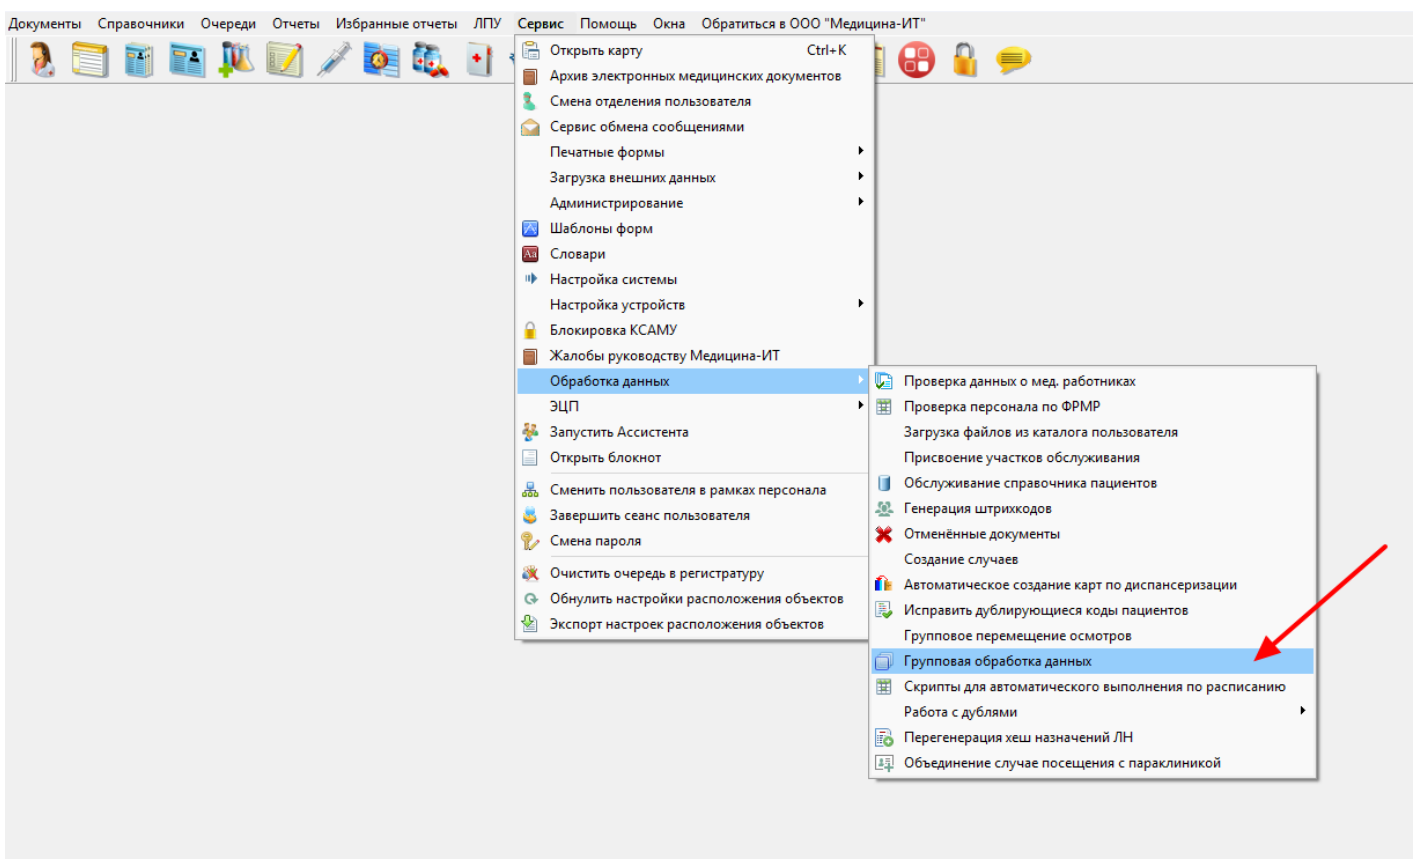 Документы Справочники Очереди Отчеты Избранные отчеты ЛПУ Сервис Помощь Окна Обратиться в ООО "Медицина-ИТ"
Открыть карту Ctrl+K
Архив электронных медицинских документов
Смена отделения пользователя
Сервис обмена сообщениями
Печатные формы
Загрузка внешних данных
Администрирование
Шаблоны форм
Словари
Настройка системы
Настройка устройств
Блокировка КСАМУ
Жалобы руководству Медицина-ИТ
Обработка данных
ЭЦП
Запустить Ассистента
Открыть блокнот
Сменить пользователя в рамках персонала
Завершить сеанс пользователя
Смена пароля
Очистить очередь в регистратуру
Обнулить настройки расположения объектов
Экспорт настроек расположения объектов
Проверка данных о мед. работниках
Проверка персонала по ФРМР
Загрузка файлов из каталога пользователя
Присвоение участков обслуживания
Обслуживание справочника пациентов
Генерация штрихкодов
Отменённые документы
Создание случаев
Автоматическое создание карт по диспансеризации
Исправить дублирующиеся коды пациентов
Групповое перемещение осмотров
Групповая обработка данных
Скрипты для автоматического выполнения по расписанию
Работа с дублями
Перегенерация хеш назначений ЛН
Объединение случае посещения с параклиникой